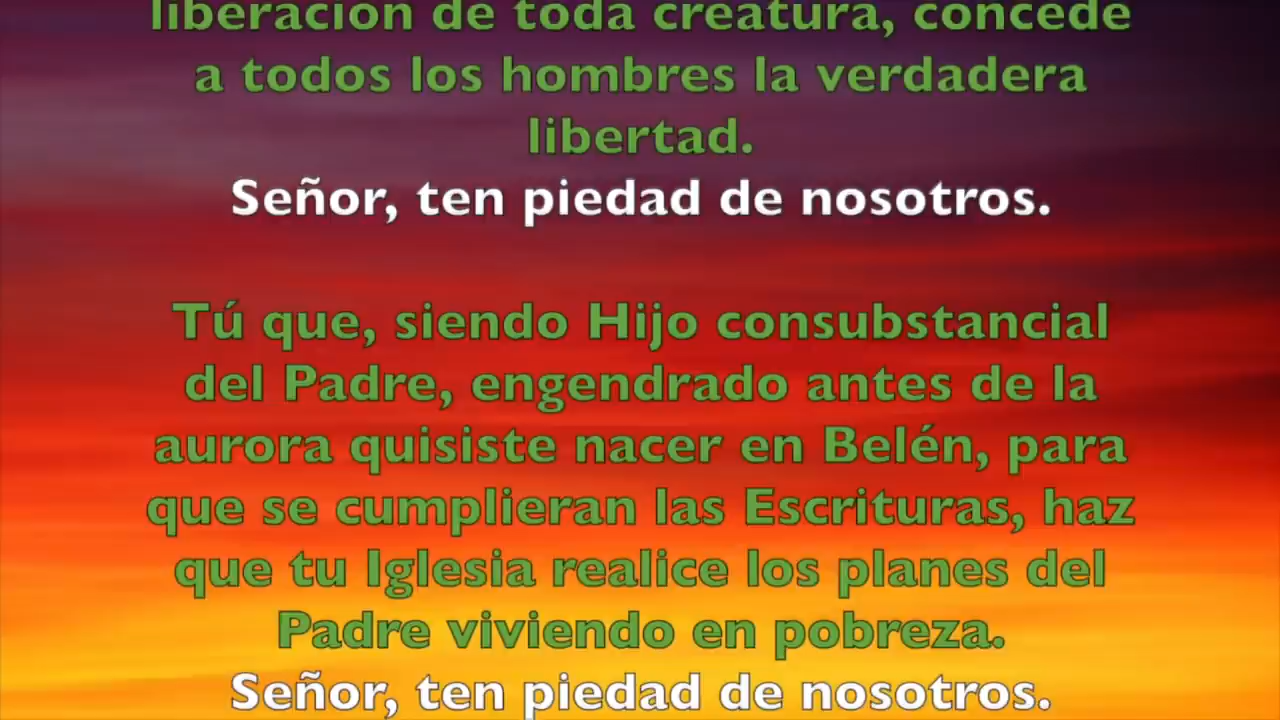 liberación de toda creatura, concede
a todos los hombres la verdadera
libertad.
Señor, ten piedad de nosotros.
Tú que, siendo Hijo consubstancial
del Padre, engendrado antes de la
aurora quisiste nacer en Belén, para
que se cumplieran las Escrituras, haz
que tu Iglesia realice los planes del
Padre viviendo en pobreza.
Señor, ten piedad de nosotros.